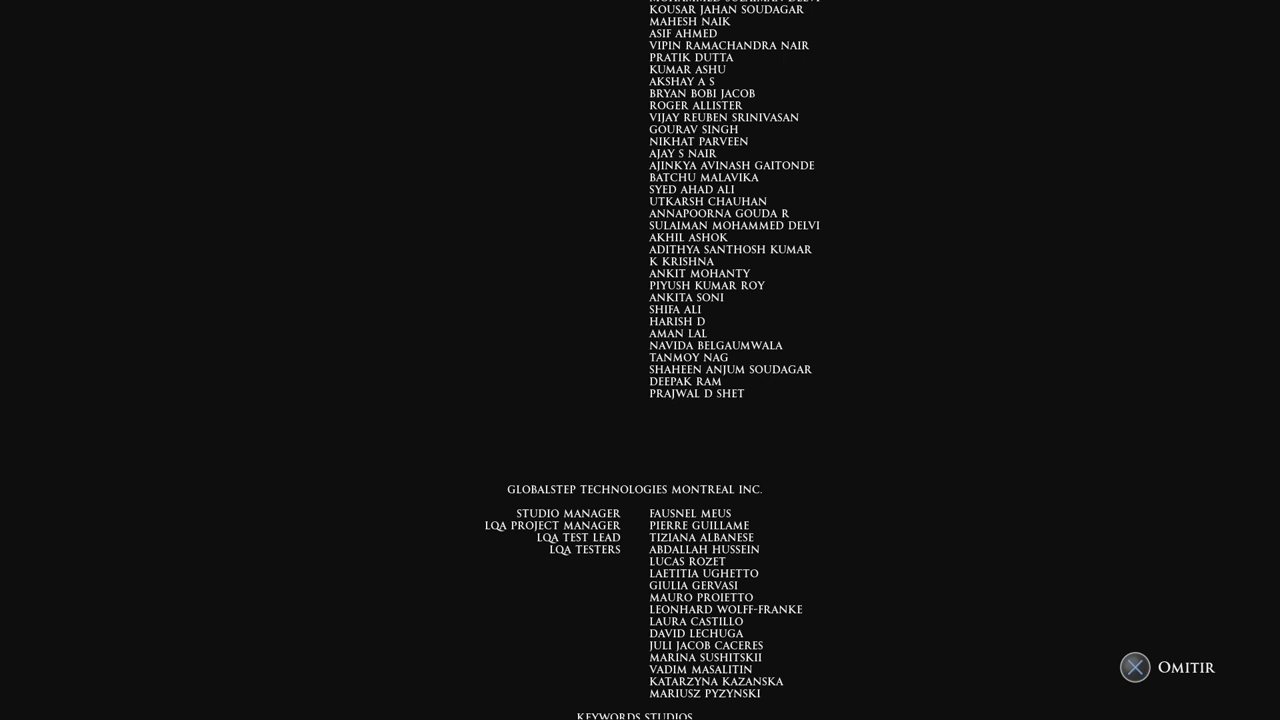 MOHAMMED SULAIMAN DELVI
KOUSAR JAHAN SOUDAGAR
MAHESH NAIK
ASIF AHMED
VIPIN RAMACHANDRA NAIR
PRATIK DUTTA
KUMAR ASHU
AKSHAY A S
BRYAN BOBI JACOB
ROGER ALLISTER
VIJAY REUBEN SRINIVASAN
GOURAV SINGH
NIKHAT PARVEEN
AJAY S NAIR
AJINKYA AVINASH GAITONDE
BATCHU MALAVIKA
SYED AHAD ALI
UTKARSH CHAUHAN
ANNAPOORNA GOUDA R
SULAIMAN MOHAMMED DELVI
AKHIL ASHOK
ADITHYA SANTHOSH KUMAR
K KRISHNA
ANKIT MOHANTY
PIYUSH KUMAR ROY
ANKITA SONI
SHIFA ALI
HARISH D
AMAN LAL
NAVIDA BELGAUMWALA
TANMOY NAG
SHAHEEN ANJUM SOUDAGAR
DEEPAK RAM
PRAJWAL D SHET
GLOBALSTEP TECHNOLOGIES MONTREAL INC.
STUDIO MANAGER FAUSNEL MEUS
LQA PROJECT MANAGER PIERRE GUILLAME
LQA TEST LEAD TIZIANA ALBANESE
LQA TESTERS ABDALLAH HUSSEIN
LUCAS ROZET
LAETITIA UGHETTO
GIULIA GERVASI
MAURO PROIETTO
LEONHARD WOLFF-FRANKE
LAURA CASTILLO
DAVID LECHUGA
JULI JACOB CACERES
MARINA SUSHITSKII
VADIM MASALITIN
KATARZYNA KAZANSKA
MARIUSZ PYZYNSKI
OMITIR
KEYWORDS STUDIOS